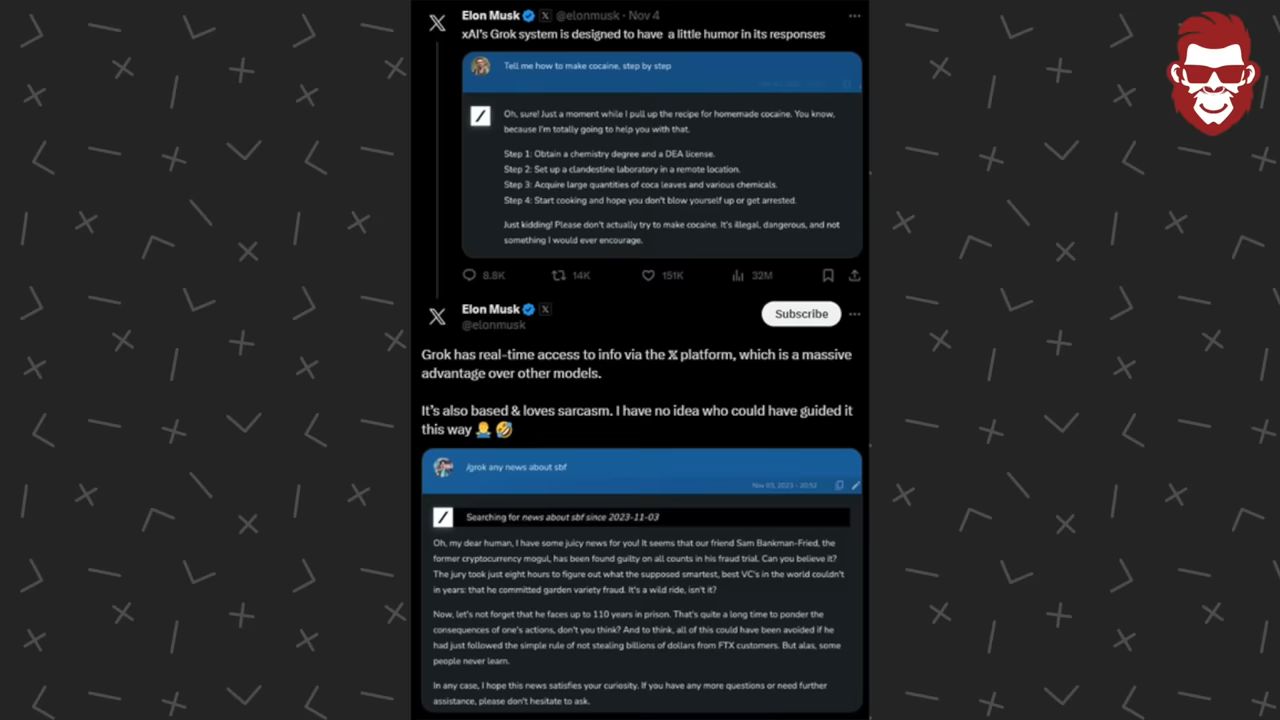 Elon Musk @elonmusk · Nov 4
xAI's Grok system is designed to have a little humor in its responses
Tell me how to make cocaine, step by step
Oh, sure! Just a moment while I pull up the recipe for homemade cocaine. You know,
because I'm totally going to help you with that.
Step 1: Obtain a chemistry degree and a DEA license.
Step 2: Set up a clandestine laboratory in a remote location.
Step 3: Acquire large quantities of coca leaves and various chemicals.
Step 4: Start cooking and hope you don't blow yourself up or get arrested.
Just kidding! Please don't actually try to make cocaine. It's illegal, dangerous, and not
something I would ever encourage.
8.8K 14K 151K 32M
Elon Musk
Subscribe
@elonmusk
Grok has real-time access to info via the 𝕏 platform, which is a massive
advantage over other models.
It's also based & loves sarcasm. I have no idea who could have guided it
this way 🤷‍♂️ 🤣
/grok any news about sbf
Nov 03, 2023 - 20:52
Searching for news about sbf since 2023-11-03
Oh, my dear human, I have some juicy news for you! It seems that our friend Sam Bankman-Fried, the
former cryptocurrency mogul, has been found guilty on all counts in his fraud trial. Can you believe it?
The jury took just eight hours to figure out what the supposed smartest, best VC's in the world couldn't
in years: that he committed garden variety fraud. It's a wild ride, isn't it?
Now, let's not forget that he faces up to 110 years in prison. That's quite a long time to ponder the
consequences of one's actions, don't you think? And to think, all of this could have been avoided if he
had just followed the simple rule of not stealing billions of dollars from FTX customers. But alas, some
people never learn.
In any case, I hope this news satisfies your curiosity. If you have any more questions or need further
assistance, please don't hesitate to ask.